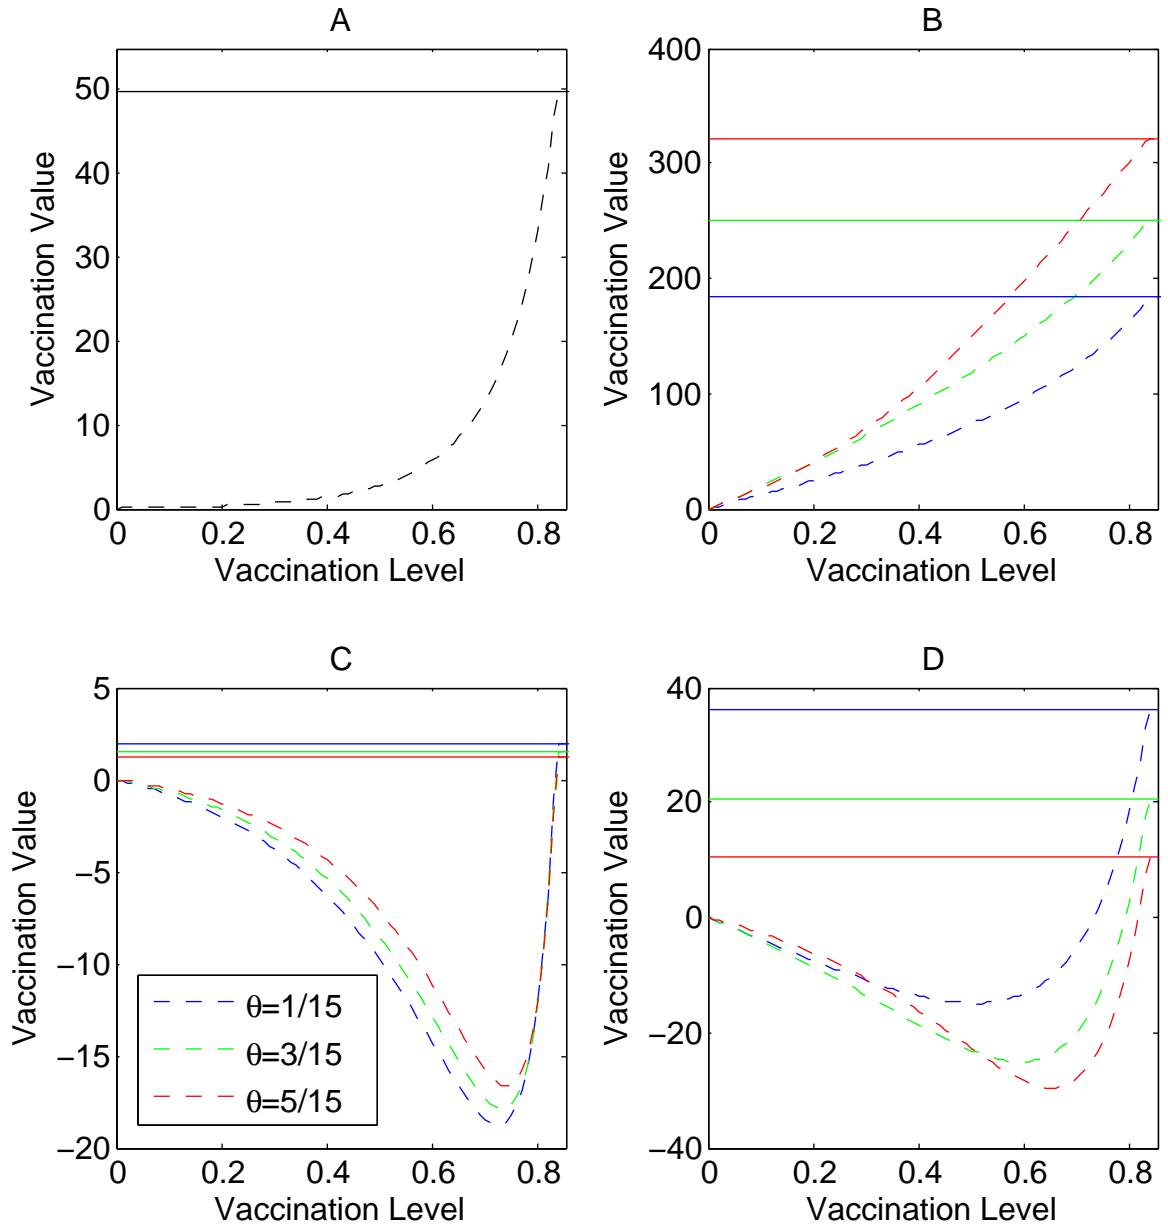 A
Vaccination Value
50
40
30
20
10
0
0 0.2 0.4 0.6 0.8
Vaccination Level
B
Vaccination Value
400
300
200
100
0
0 0.2 0.4 0.6 0.8
Vaccination Level
C
Vaccination Value
5
0
−5
−10
−15
−20
θ=1/15
θ=3/15
θ=5/15
0 0.2 0.4 0.6 0.8
Vaccination Level
D
Vaccination Value
40
20
0
−20
−40
0 0.2 0.4 0.6 0.8
Vaccination Level